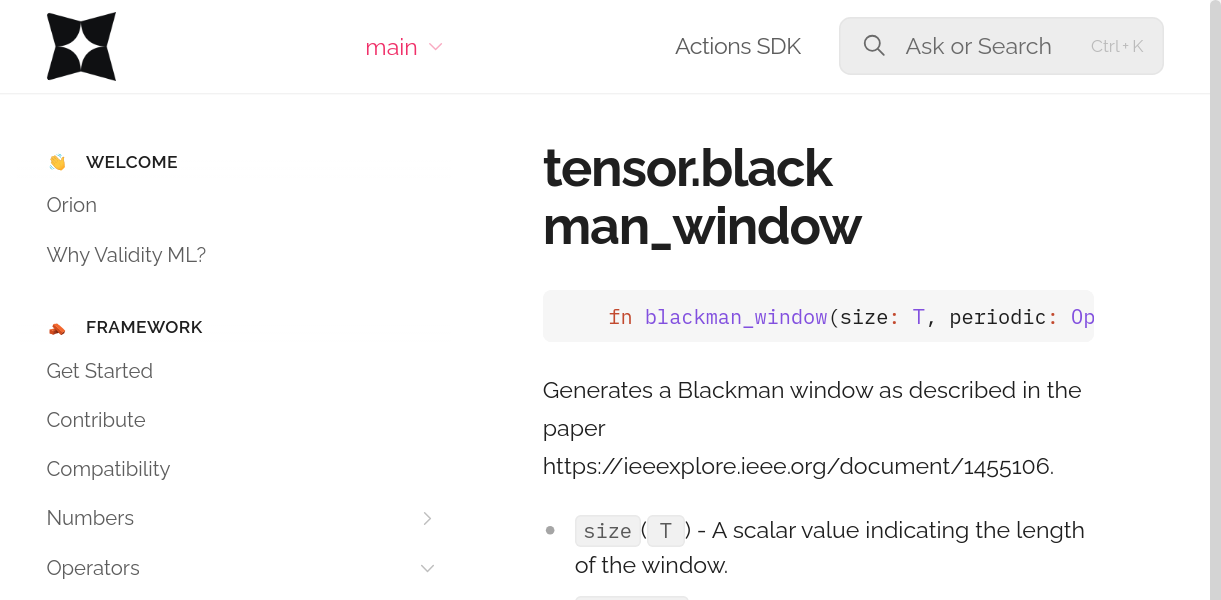 main
Actions SDK
Ask or Search
Ctrl+K
WELCOME
Orion
Why Validity ML?
FRAMEWORK
Get Started
Contribute
Compatibility
Numbers
Operators
tensor.black
man_window
fn blackman_window(size: T, periodic: Op
Generates a Blackman window as described in the
paper
https://ieeexplore.ieee.org/document/1455106.
size (T) - A scalar value indicating the length
of the window.